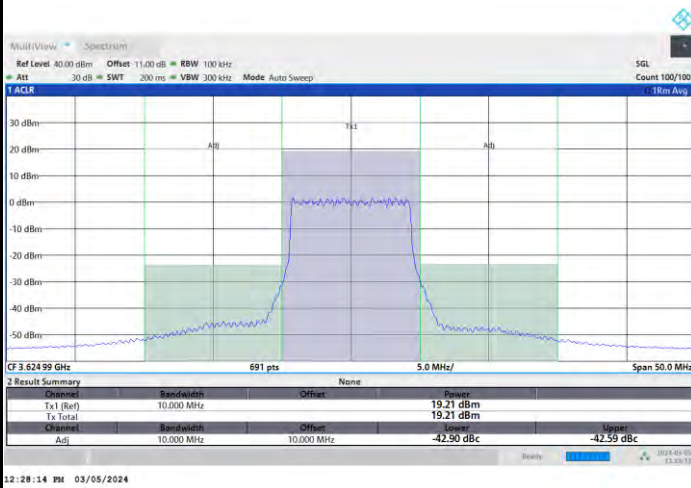 MultiView Spectrum
Ref Level 40.00 dBm Offset 11.00 dB RBW 100 kHz SGL
Att 30 dB SWT 200 ms VBW 300 kHz Mode Auto Sweep Count 100/100
1 ACLR 1Rm Avg
Tx1
30 dBm
Adj Adj
20 dBm
10 dBm
0 dBm
-10 dBm
-20 dBm
-30 dBm
-40 dBm
-50 dBm
CF 3.624 99 GHz 691 pts 5.0 MHz/ Span 50.0 MHz
2 Result Summary None
Channel Bandwidth Offset Power
Tx1 (Ref) 10.000 MHz 19.21 dBm
Tx Total 19.21 dBm
Channel Bandwidth Offset Lower Upper
Adj 10.000 MHz 10.000 MHz -42.90 dBc -42.59 dBc
Ready
12:28:14 PM 03/05/2024